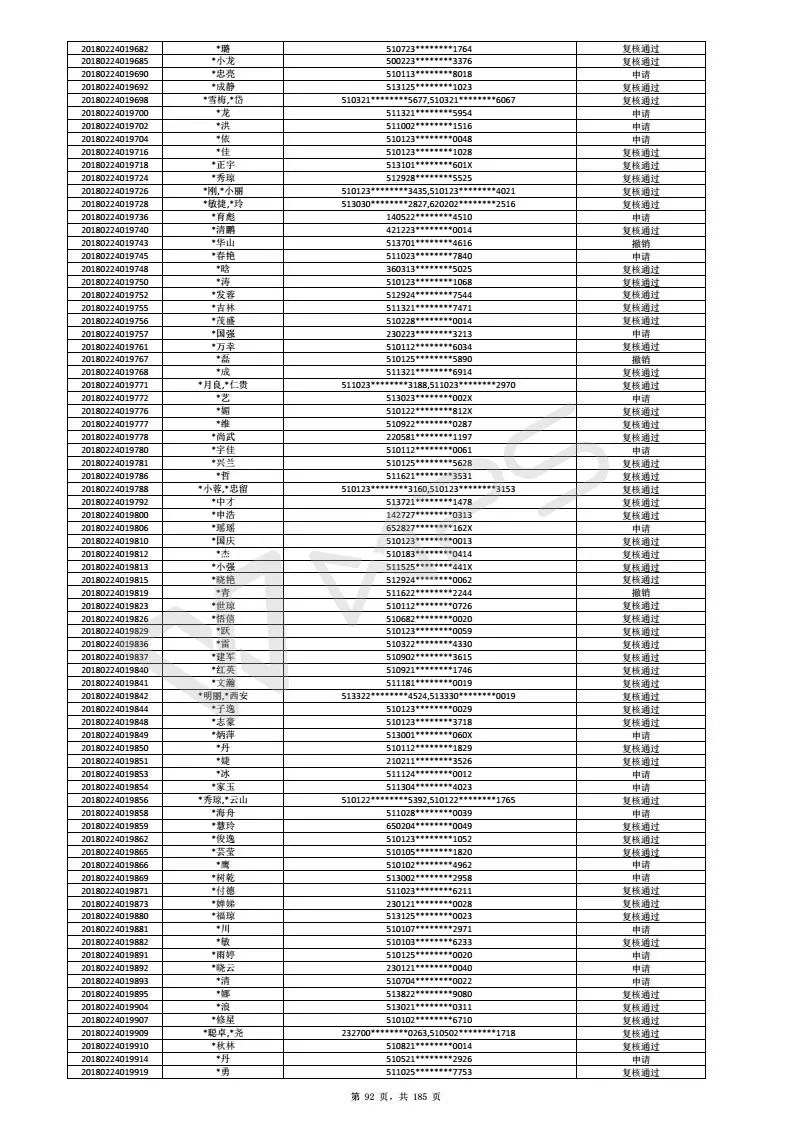 20180224019682 *璐 510723********1764 复核通过
20180224019685 *小龙 500223********3376 复核通过
20180224019690 *忠亮 510113********8018 申请
20180224019692 *成静 513125********1023 复核通过
20180224019698 *雪梅,*岱 510321********5677,510321********6067 复核通过
20180224019700 *龙 511321********5954 申请
20180224019702 *洪 511002********1516 申请
20180224019704 *依 510123********0048 申请
20180224019716 *佳 510123********1028 复核通过
20180224019718 *正宇 513101********601X 复核通过
20180224019724 *秀琼 512928********5525 复核通过
20180224019726 *刚,*小丽 510123********3435,510123********4021 复核通过
20180224019728 *敏捷,*玲 513030********2827,620202********2516 复核通过
20180224019736 *育彪 140522********4510 申请
20180224019740 *清鹏 421223********0014 复核通过
20180224019743 *华山 513701********4616 撤销
20180224019745 *春艳 511023********7840 申请
20180224019748 *晗 360313********5025 复核通过
20180224019750 *涛 510123********1068 复核通过
20180224019752 *发蓉 512924********7544 复核通过
20180224019755 *吉林 511321********7471 复核通过
20180224019756 *茂盛 510228********0014 复核通过
20180224019757 *国强 230223********3213 申请
20180224019761 *万幸 510112********6034 复核通过
20180224019767 *磊 510125********5890 撤销
20180224019768 *成 511321********6914 复核通过
20180224019771 *月良,*仁贵 511023********3188,511023********2970 复核通过
20180224019772 *艺 513023********002X 申请
20180224019776 *媚 510122********812X 复核通过
20180224019777 *维 510922********0287 复核通过
20180224019778 *尚武 220581********1197 复核通过
20180224019780 *宇佳 510112********0061 申请
20180224019781 *兴兰 510125********5628 复核通过
20180224019786 *哲 511621********3531 复核通过
20180224019788 *小蓉,*忠留 510123********3160,510123********3153 复核通过
20180224019792 *中才 513721********1478 复核通过
20180224019800 *申浩 142727********0313 复核通过
20180224019806 *瑶瑶 652827********162X 申请
20180224019810 *国庆 510123********0013 复核通过
20180224019812 *杰 510183********0414 复核通过
20180224019813 *小强 511525********441X 复核通过
20180224019815 *晓艳 512924********0062 复核通过
20180224019819 *青 511622********2244 撤销
20180224019823 *世琼 510112********0726 复核通过
20180224019826 *悟倍 510682********0020 复核通过
20180224019829 *跃 510123********0059 复核通过
20180224019836 *雷 510322********4330 复核通过
20180224019837 *建军 510902********3615 复核通过
20180224019840 *红英 510921********1746 复核通过
20180224019841 *文瀚 511181********0019 复核通过
20180224019842 *明丽,*西安 513322********4524,513330********0019 复核通过
20180224019844 *子逸 510123********0029 复核通过
20180224019848 *志豪 510123********3718 复核通过
20180224019849 *炳萍 513001********060X 申请
20180224019850 *丹 510112********1829 复核通过
20180224019851 *婕 210211********3526 复核通过
20180224019853 *冰 511124********0012 申请
20180224019854 *家玉 511304********4023 申请
20180224019856 *秀琼,*云山 510122********5392,510122********1765 复核通过
20180224019858 *海舟 511028********0039 申请
20180224019859 *慧玲 650204********0049 复核通过
20180224019862 *俊逸 510123********1052 复核通过
20180224019865 *芸莹 510105********1820 复核通过
20180224019866 *鹰 510102********4962 申请
20180224019869 *树乾 513002********2958 申请
20180224019871 *付德 511023********6211 复核通过
20180224019873 *婵娣 230121********0028 复核通过
20180224019880 *福琼 513125********0023 复核通过
20180224019881 *川 510107********2971 申请
20180224019882 *敏 510103********6233 复核通过
20180224019891 *雨婷 510125********0020 申请
20180224019892 *晓云 230121********0040 申请
20180224019893 *清 510704********0022 申请
20180224019895 *娜 513822********9080 复核通过
20180224019904 *浪 513021********0311 复核通过
20180224019907 *修星 510102********6710 复核通过
20180224019909 *聪卓,*尧 232700********0263,510502********1718 复核通过
20180224019910 *秋林 510821********0014 复核通过
20180224019914 *丹 510521********2926 申请
20180224019919 *勇 511025********7753 复核通过
第 92 页，共 185 页